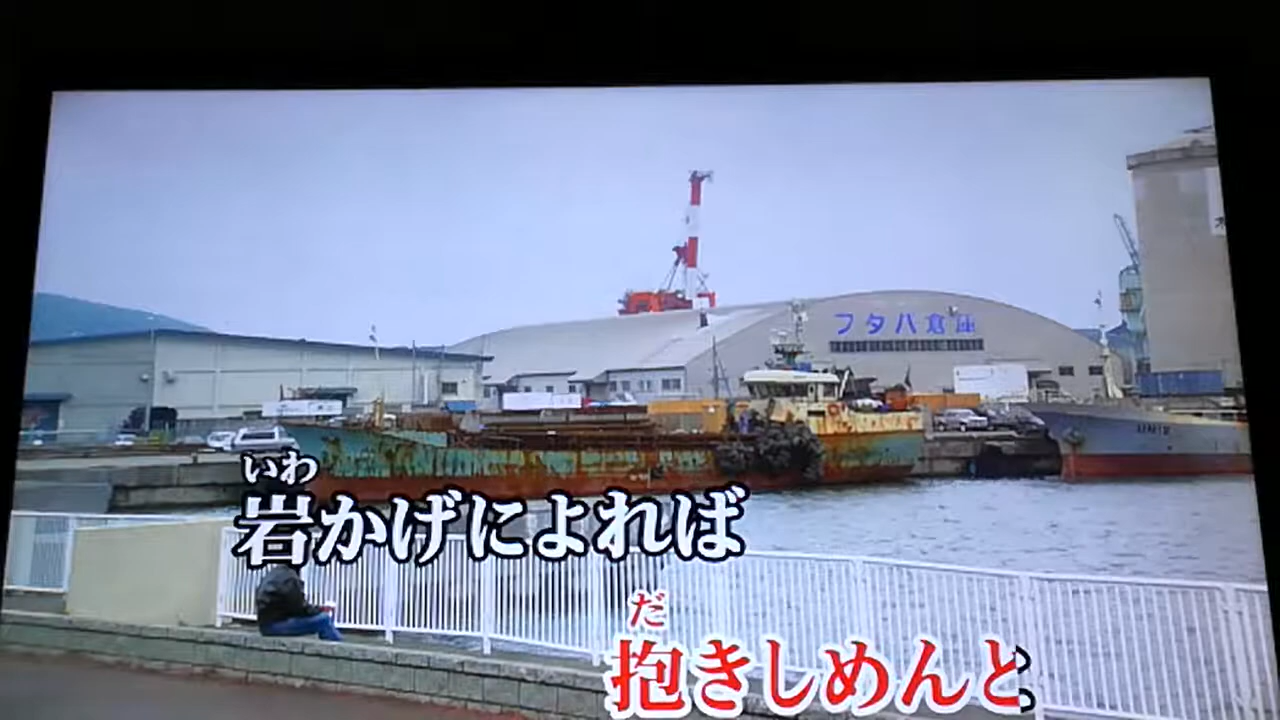 フタバ倉庫
いわ
岩かげによれば
だ
抱きしめんと